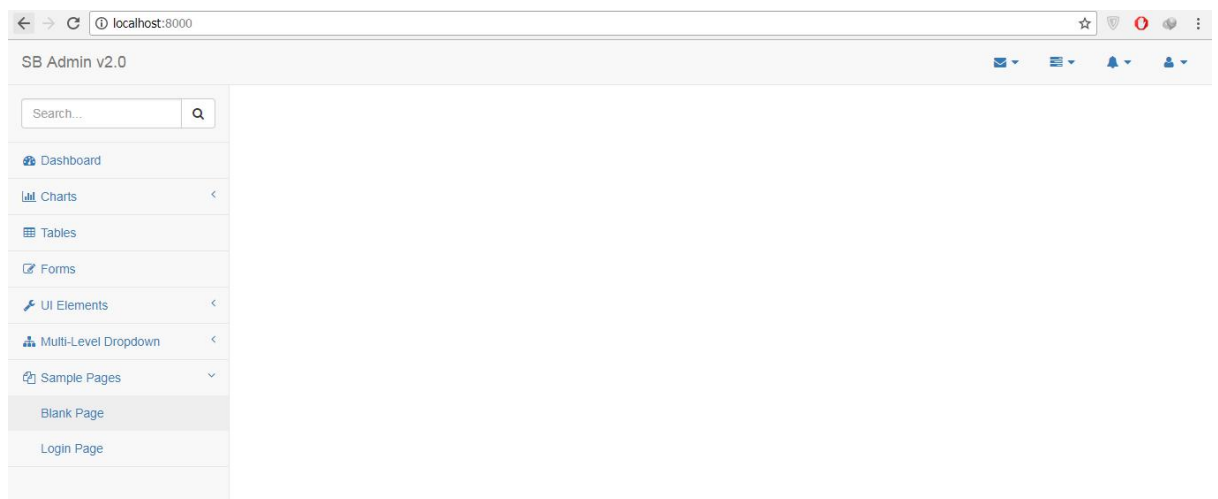 localhost:8000
SB Admin v2.0
Search...
Dashboard
Charts
Tables
Forms
UI Elements
Multi-Level Dropdown
Sample Pages
Blank Page
Login Page